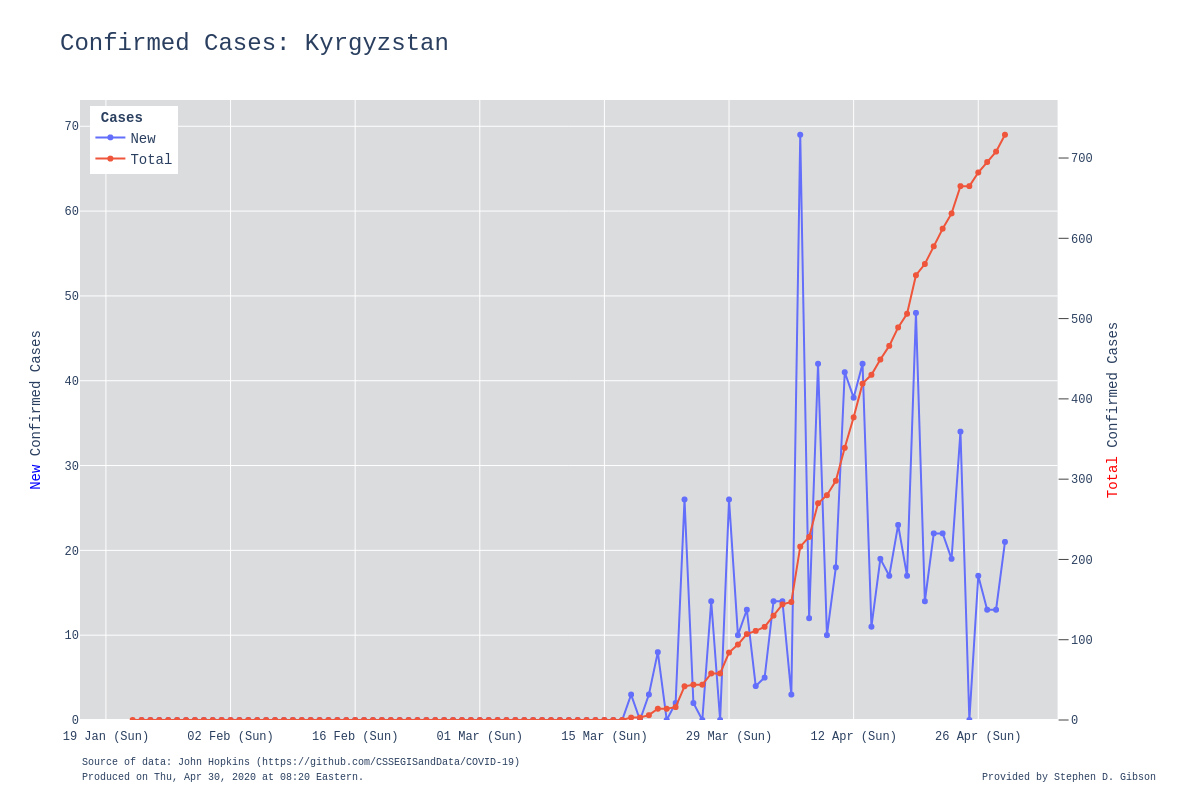 Confirmed Cases: Kyrgyzstan
Cases
New
Total
70
60
50
40
30
20
10
0
700
600
500
400
300
200
100
0
New Confirmed Cases
Total Confirmed Cases
19 Jan (Sun) 02 Feb (Sun) 16 Feb (Sun) 01 Mar (Sun) 15 Mar (Sun) 29 Mar (Sun) 12 Apr (Sun) 26 Apr (Sun)
Source of data: John Hopkins (https://github.com/CSSEGISandData/COVID-19)
Produced on Thu, Apr 30, 2020 at 08:20 Eastern.
Provided by Stephen D. Gibson